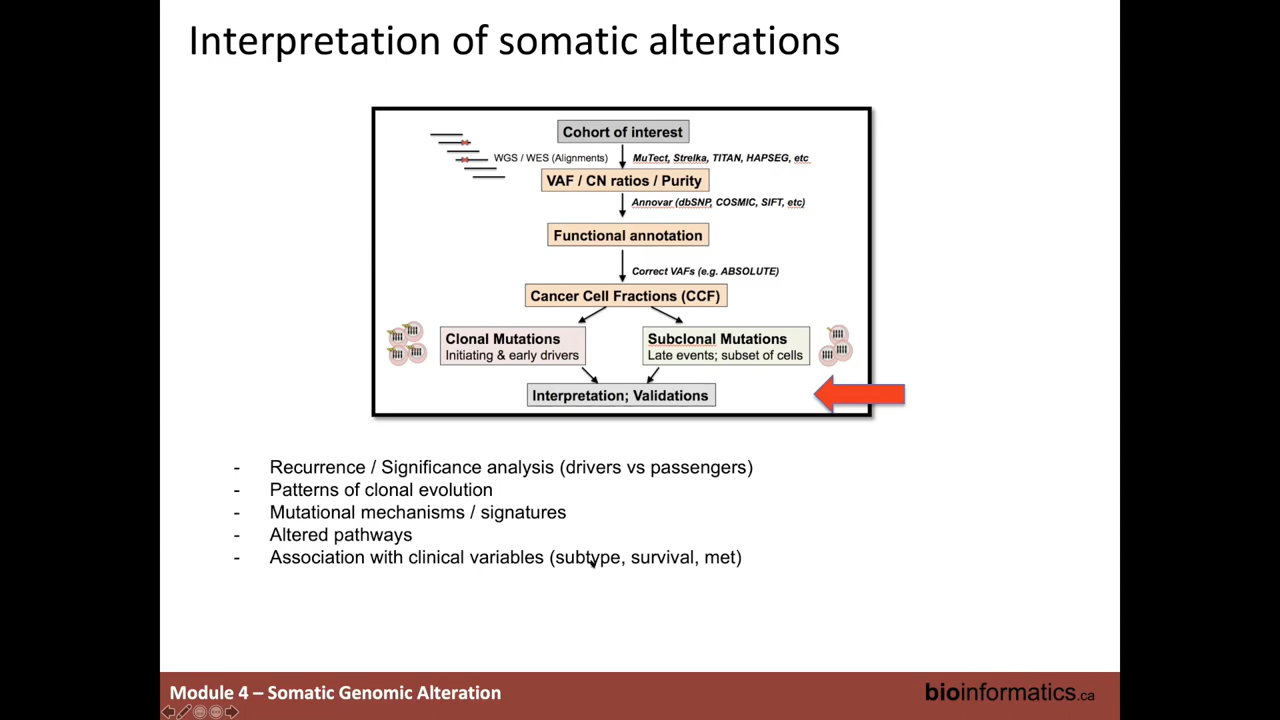 Interpretation of somatic alterations
Cohort of interest
WGS / WES (Alignments)
MuTect, Strelka, TITAN, HAPSEG, etc
VAF / CN ratios / Purity
Annovar (dbSNP, COSMIC, SIFT, etc)
Functional annotation
Correct VAFs (e.g. ABSOLUTE)
Cancer Cell Fractions (CCF)
Clonal Mutations
Initiating & early drivers
Subclonal Mutations
Late events; subset of cells
Interpretation; Validations
- Recurrence / Significance analysis (drivers vs passengers)
- Patterns of clonal evolution
- Mutational mechanisms / signatures
- Altered pathways
- Association with clinical variables (subtype, survival, met)
Module 4 – Somatic Genomic Alteration
bioinformatics.ca